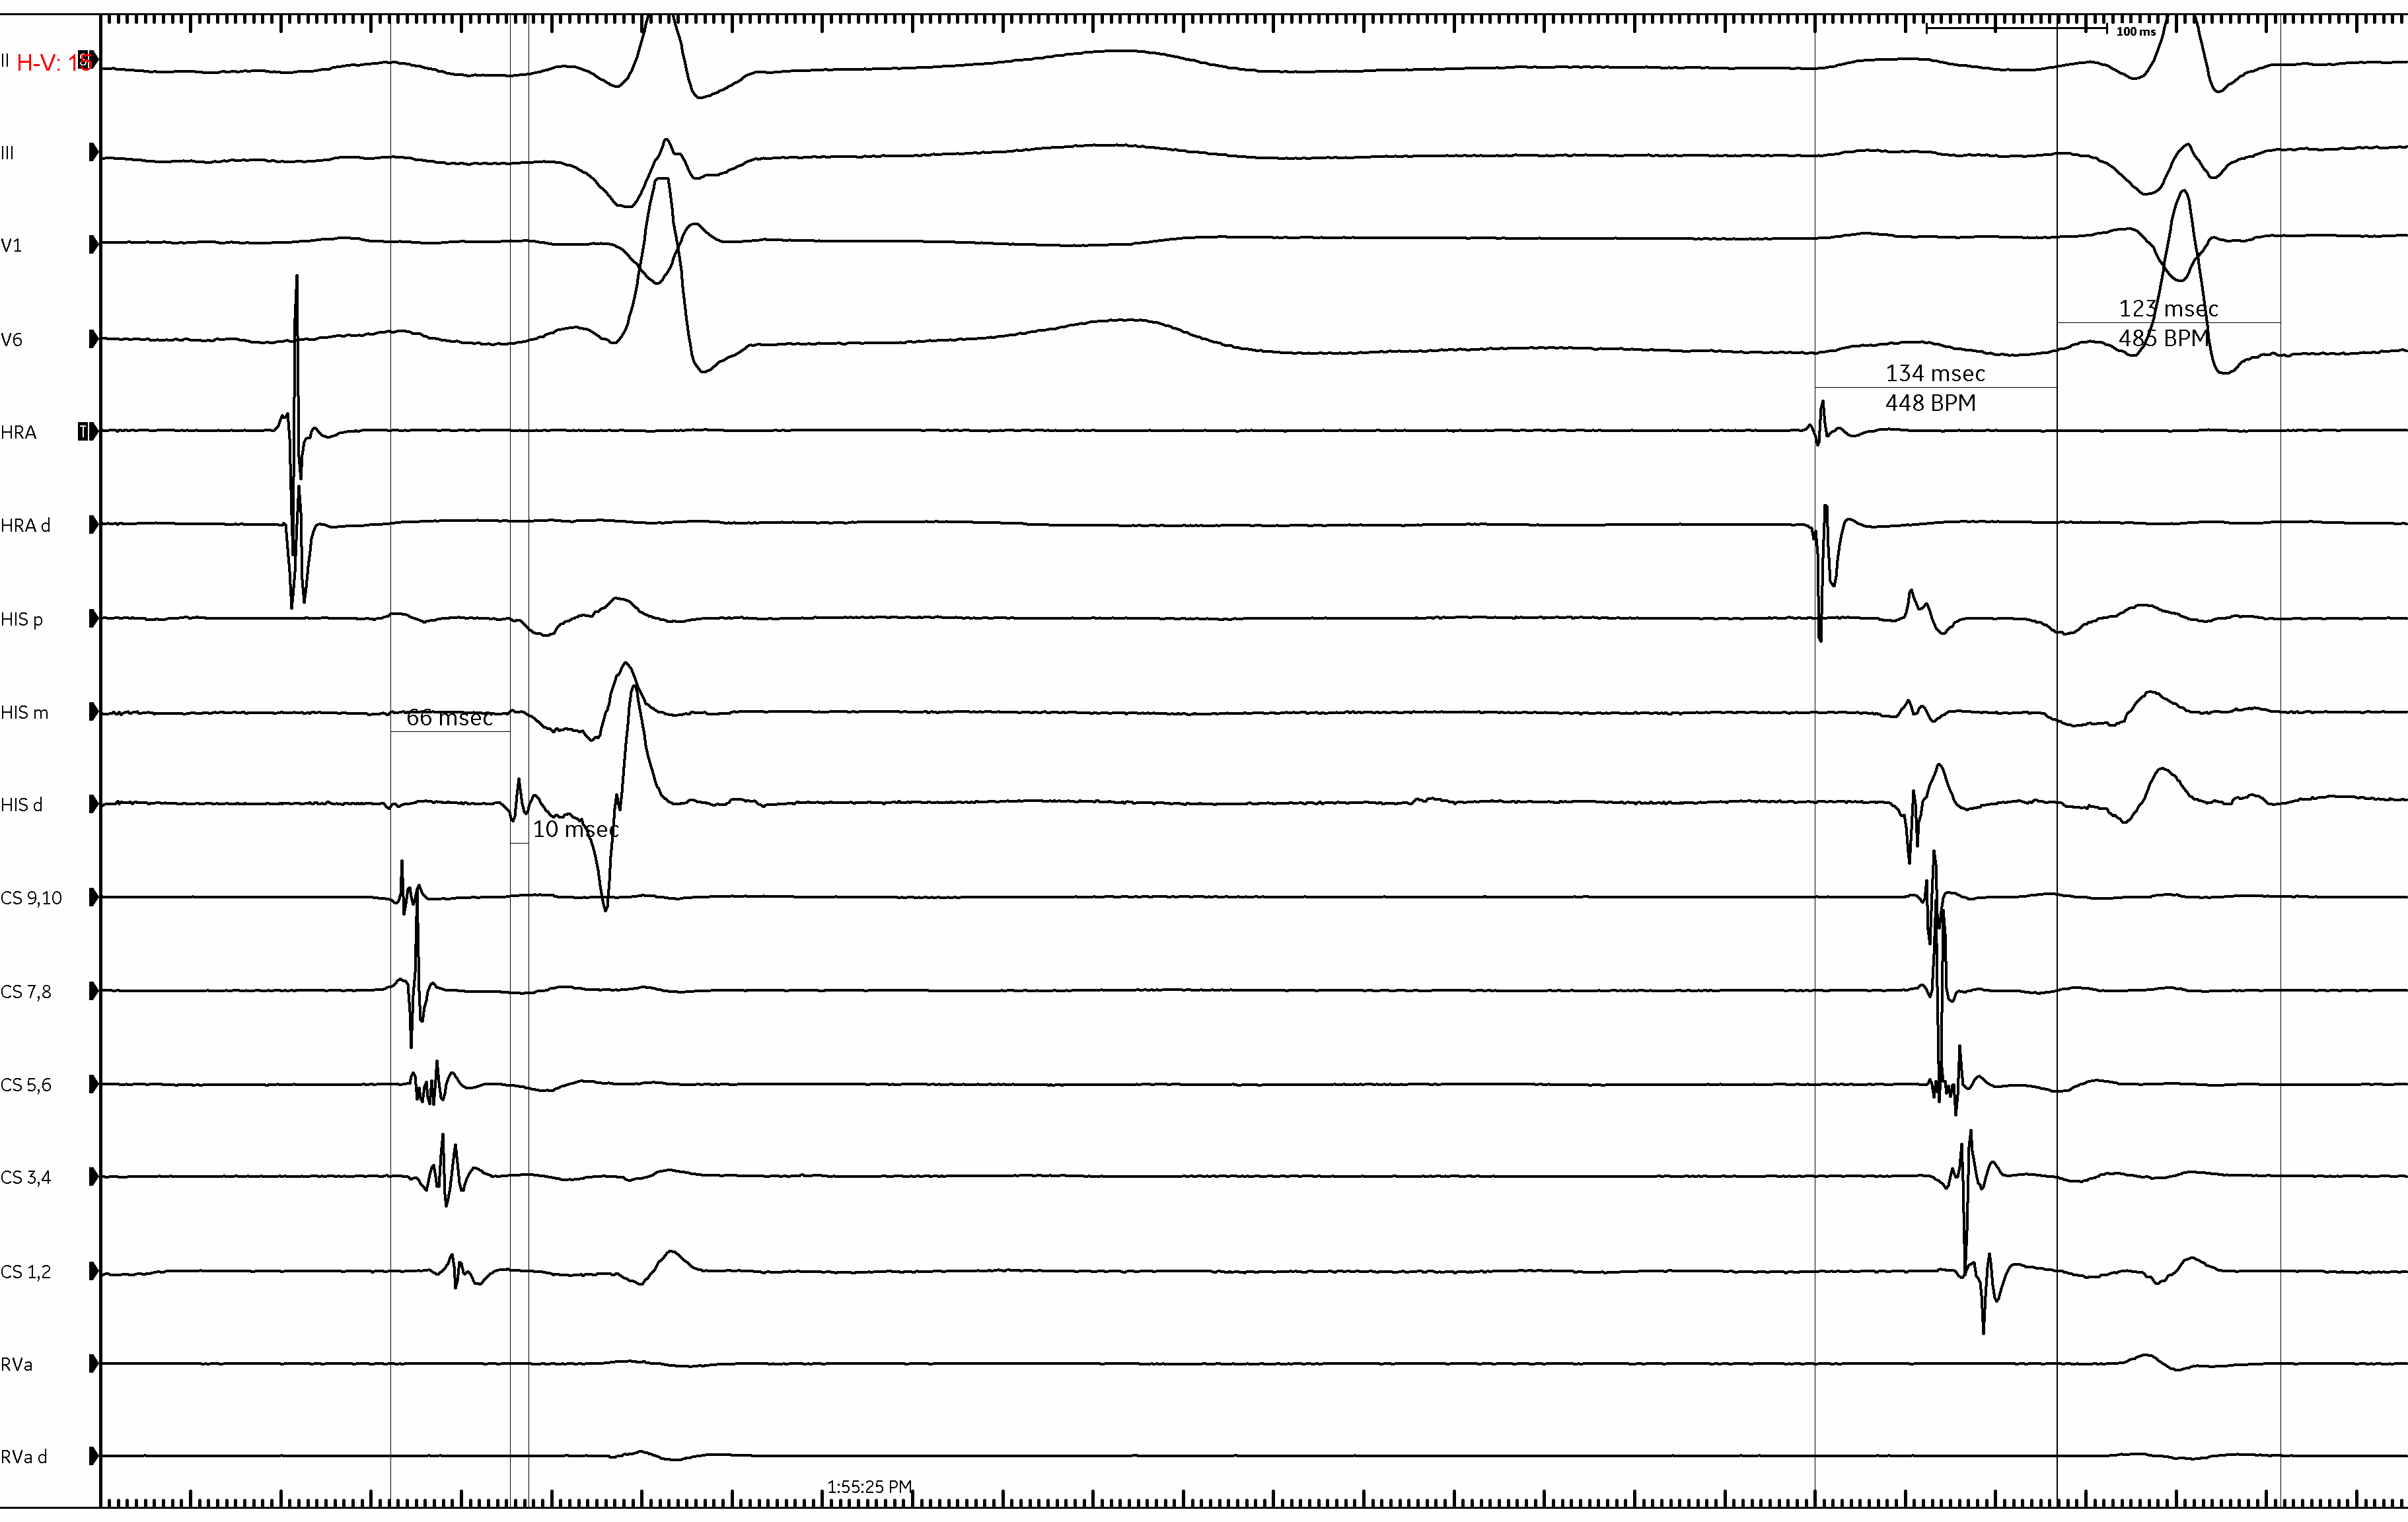 II H-V: 18
100 ms
III
V1
123 msec
V6
485 BPM
134 msec
448 BPM
HRA T
HRA d
HIS p
HIS m
66 msec
HIS d
10 msec
CS 9,10
CS 7,8
CS 5,6
CS 3,4
CS 1,2
RVa
RVa d
1:55:25 PM